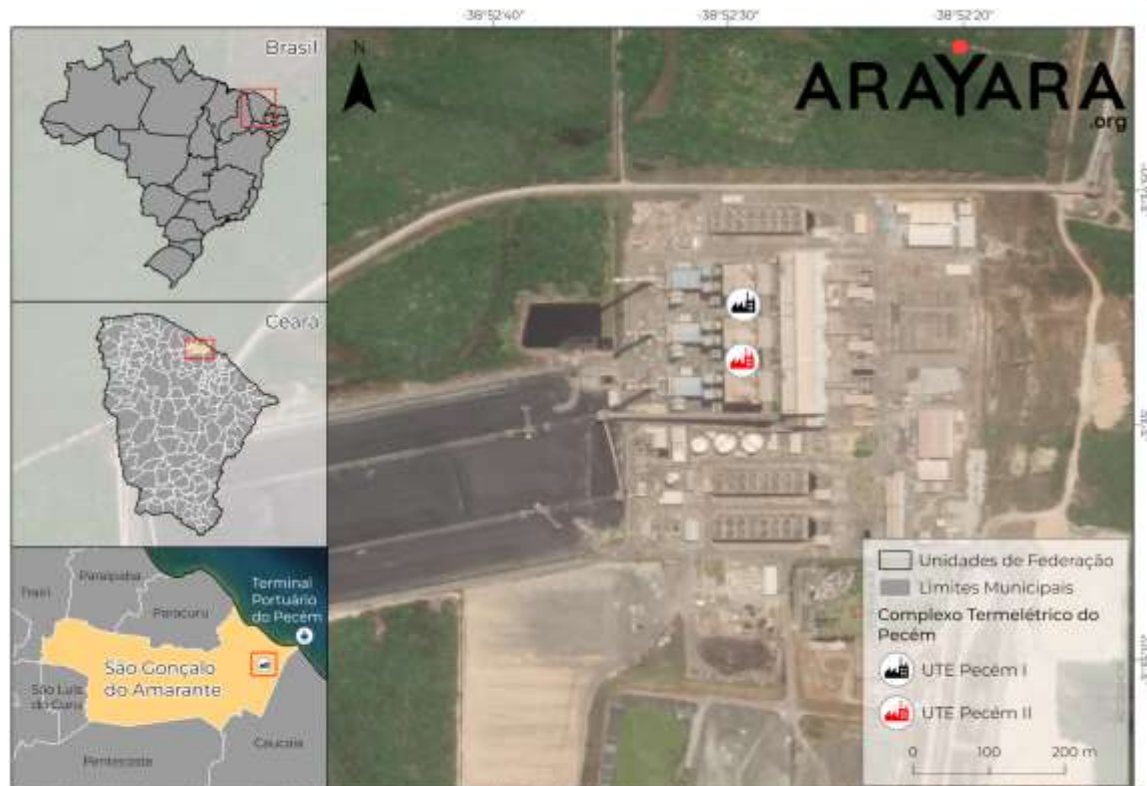 -38°52'40"
-38°52'30"
-38°52'20"
Brasil
N
ARAYARA
.org
Ceará
Trairi
Paraipaba
Paracuru
Terminal
Portuário
do Pecém
São Gonçalo
do Amarante
São Luís
do Curu
Pentecoste
Caucaia
Unidades de Federação
Limites Municipais
Complexo Termelétrico do
Pecém
UTE Pecém I
UTE Pecém II
0 100 200 m